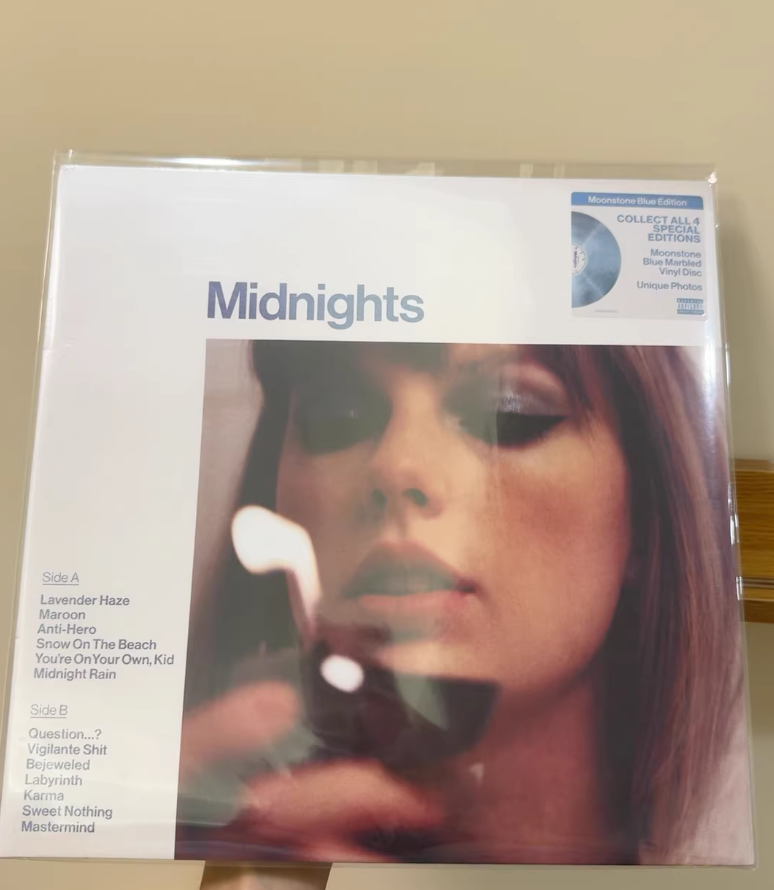 Moonstone Blue Edition
COLLECT ALL 4
SPECIAL
EDITIONS
Moonstone
Blue Marbled
Vinyl Disc
Unique Photos
Midnights
Side A
Lavender Haze
Maroon
Anti-Hero
Snow On The Beach
You're On Your Own, Kid
Midnight Rain
Side B
Question...?
Vigilante Shit
Bejeweled
Labyrinth
Karma
Sweet Nothing
Mastermind